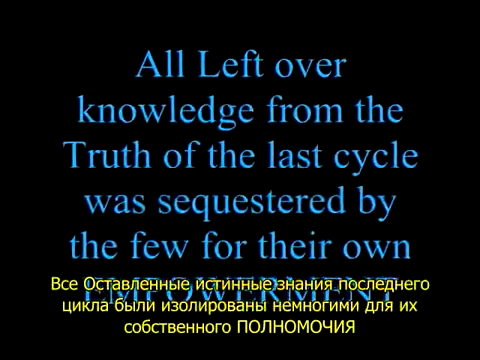 All Left over
knowledge from the
Truth of the last cycle
was sequestered by
the few for their own
EMPOWERMENT
Все Оставленные истинные знания последнего
цикла были изолированы немногими для их
собственного ПОЛНОМОЧИЯ